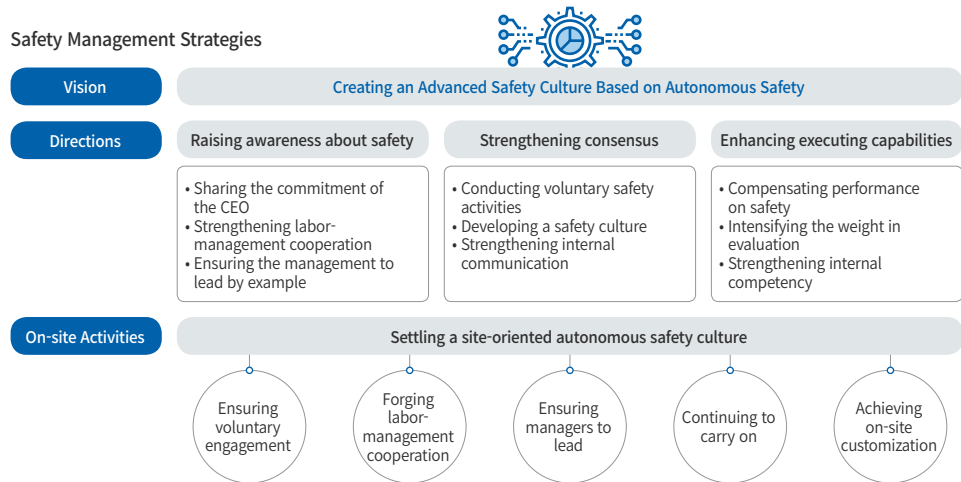 Safety Management Strategies
Vision
Creating an Advanced Safety Culture Based on Autonomous Safety
Directions
Raising awareness about safety
Strengthening consensus
Enhancing executing capabilities
• Sharing the commitment of
the CEO
• Strengthening labor-
management cooperation
• Ensuring the management to
lead by example
• Conducting voluntary safety
activities
• Developing a safety culture
• Strengthening internal
communication
• Compensating performance
on safety
• Intensifying the weight in
evaluation
• Strengthening internal
competency
On-site Activities
Settling a site-oriented autonomous safety culture
Ensuring
voluntary
engagement
Forging
labor-
management
cooperation
Ensuring
managers to
lead
Continuing to
carry on
Achieving
on-site
customization